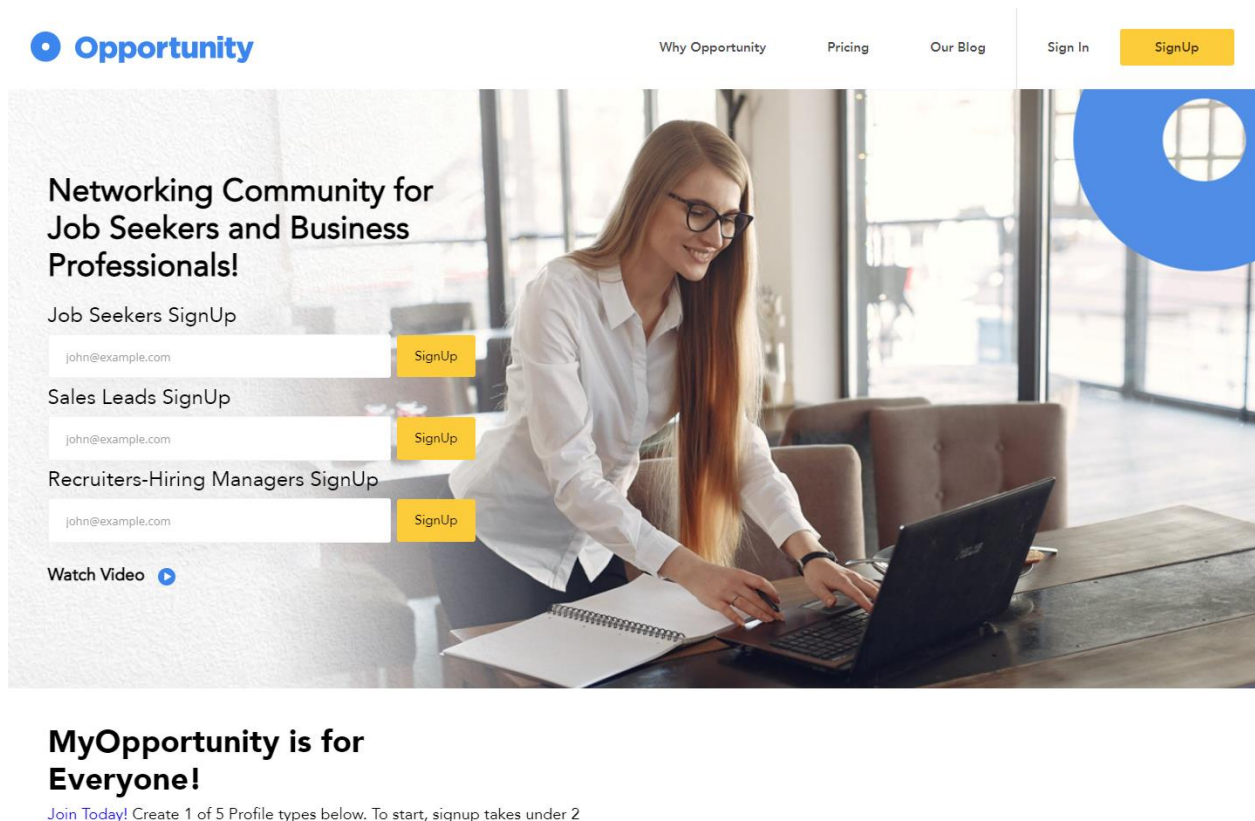 Opportunity
Why Opportunity
Pricing
Our Blog
Sign In
SignUp
Networking Community for
Job Seekers and Business
Professionals!
Job Seekers SignUp
john@example.com
SignUp
Sales Leads SignUp
john@example.com
SignUp
Recruiters-Hiring Managers SignUp
john@example.com
SignUp
Watch Video
MyOpportunity is for
Everyone!
Join Today! Create 1 of 5 Profile types below. To start, signup takes under 2